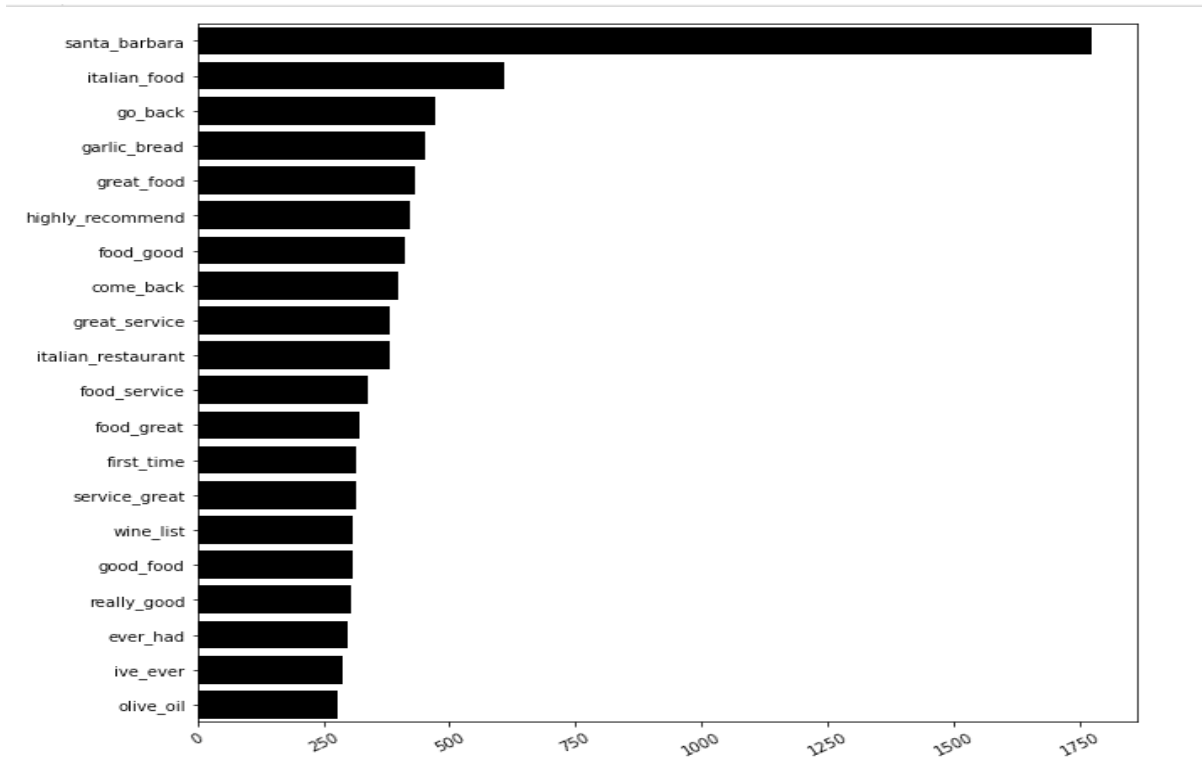 santa_barbara
italian_food
go_back
garlic_bread
great_food
highly_recommend
food_good
come_back
great_service
italian_restaurant
food_service
food_great
first_time
service_great
wine_list
good_food
really_good
ever_had
ive_ever
olive_oil
0 250 500 750 1000 1250 1500 1750